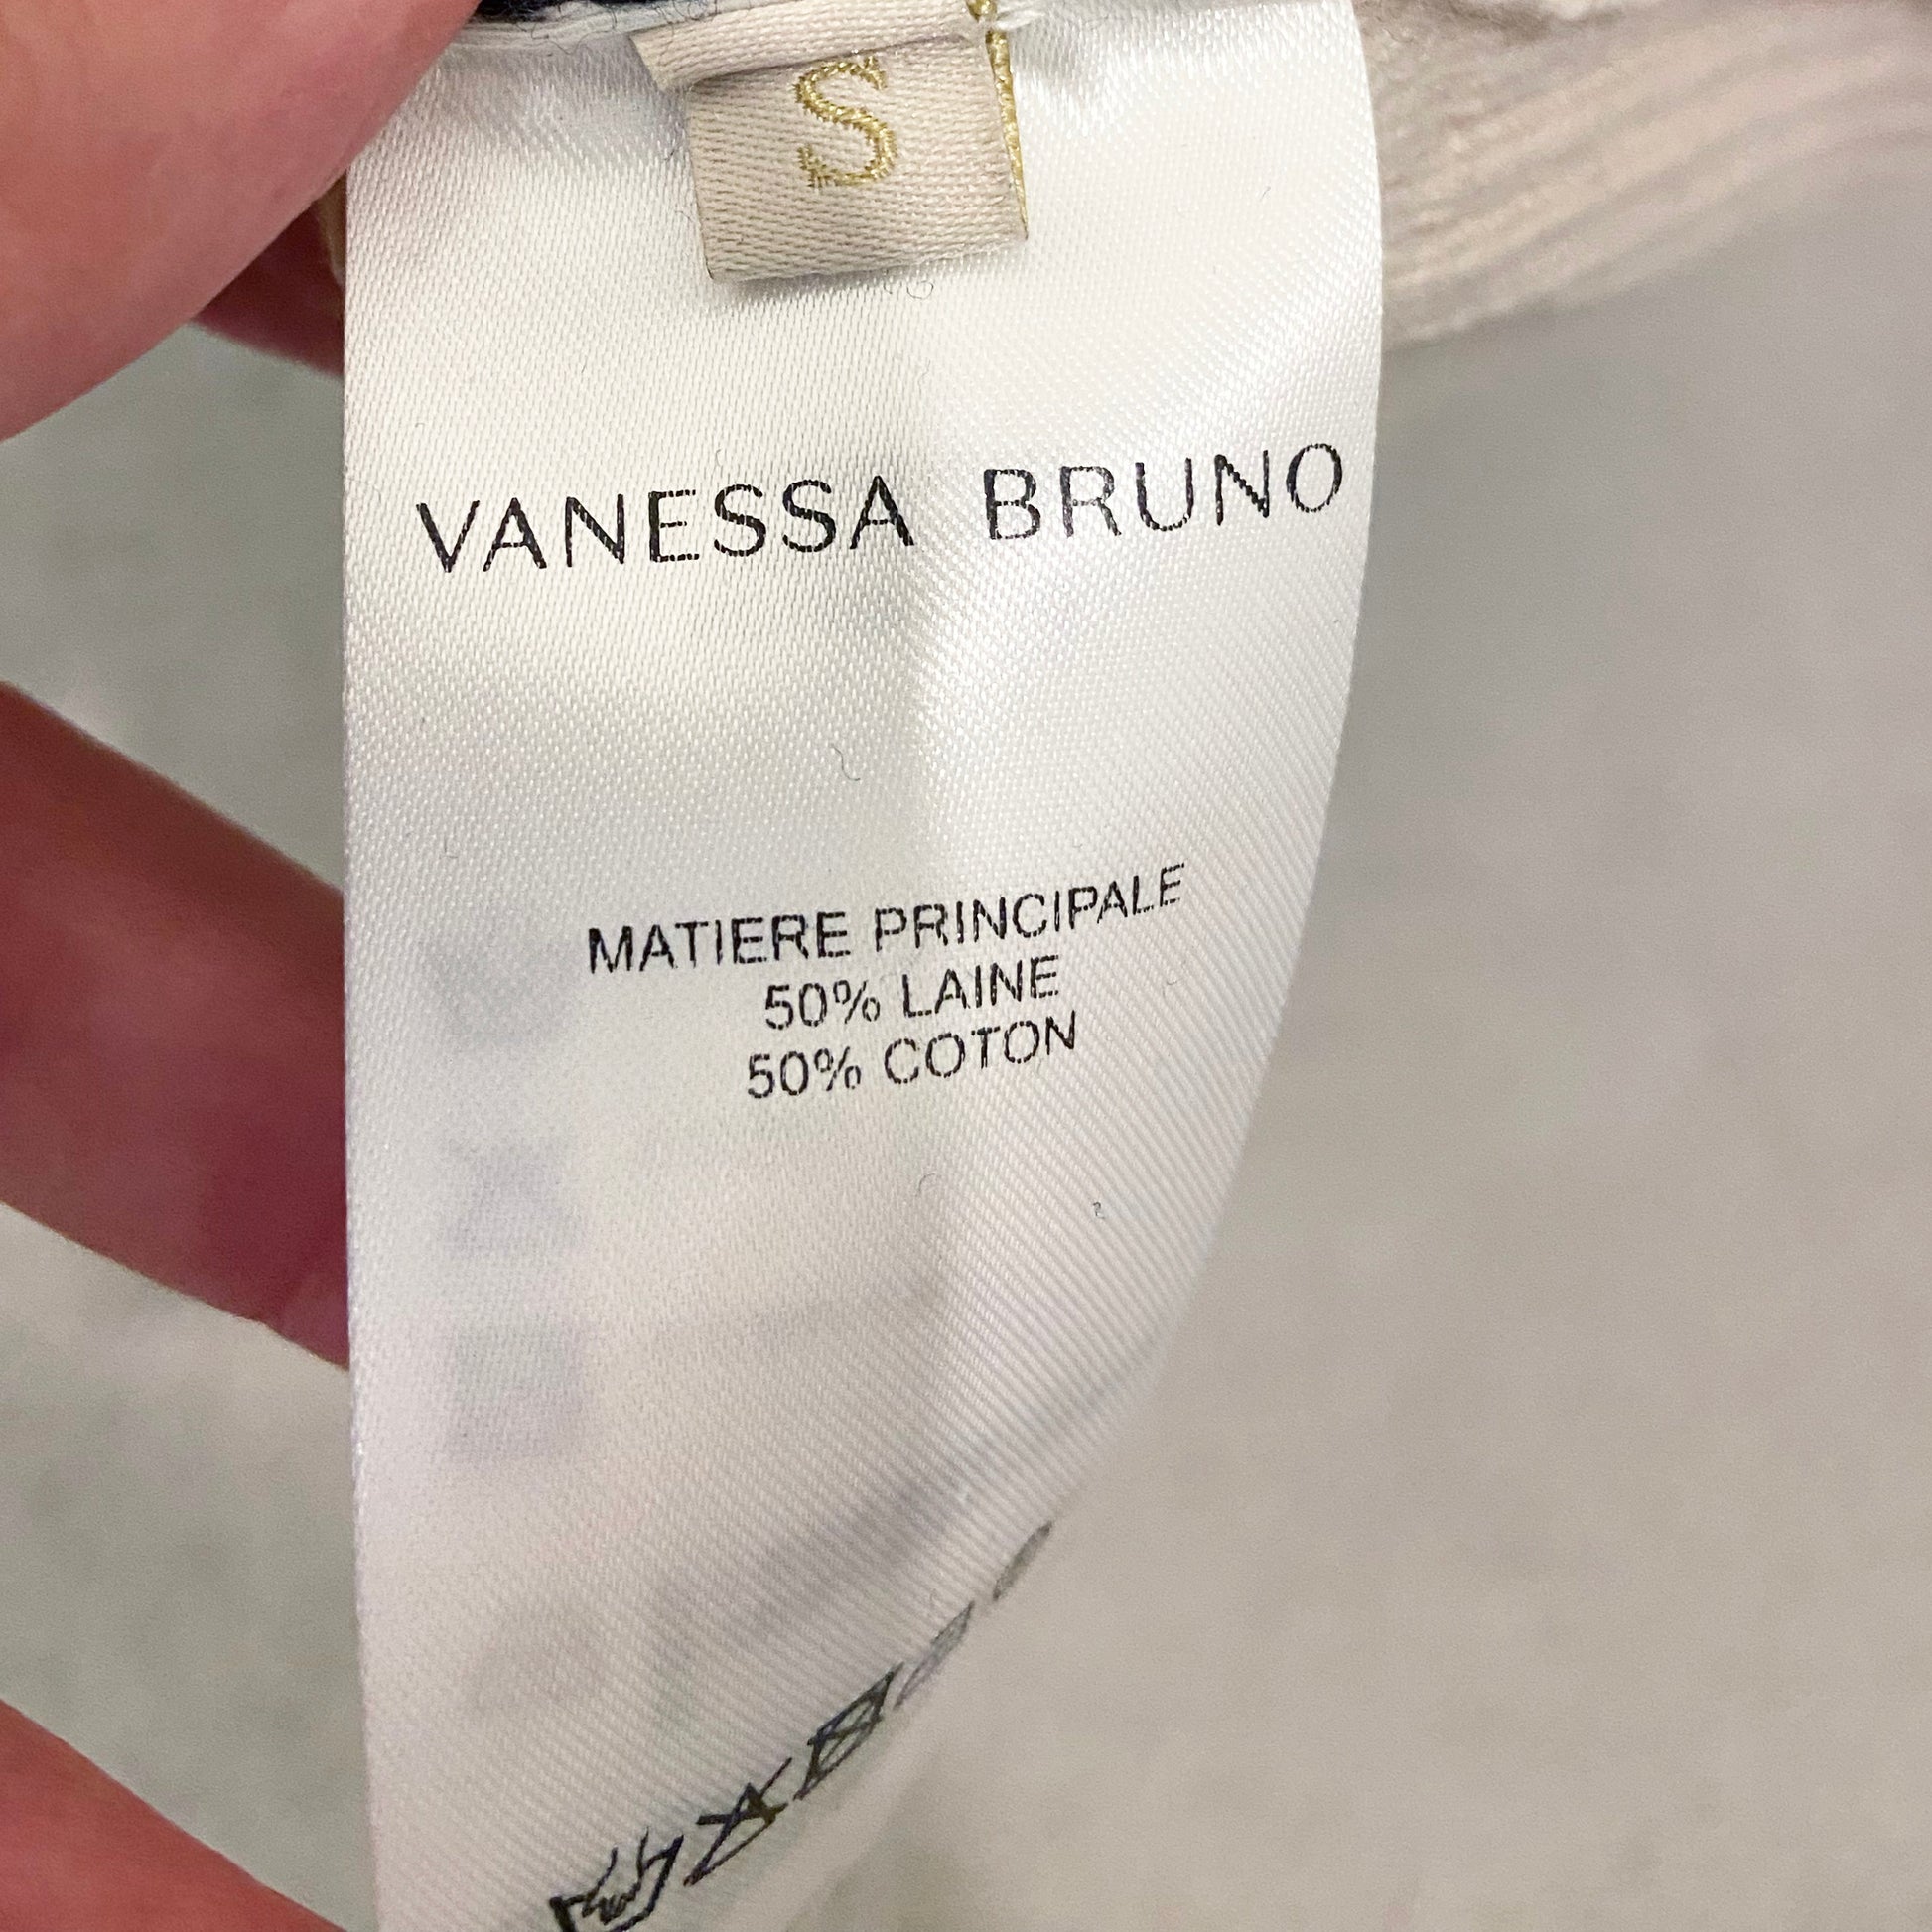 S
VANESSA BRUNO
MATIERE PRINCIPALE
50% LAINE
50% COTON